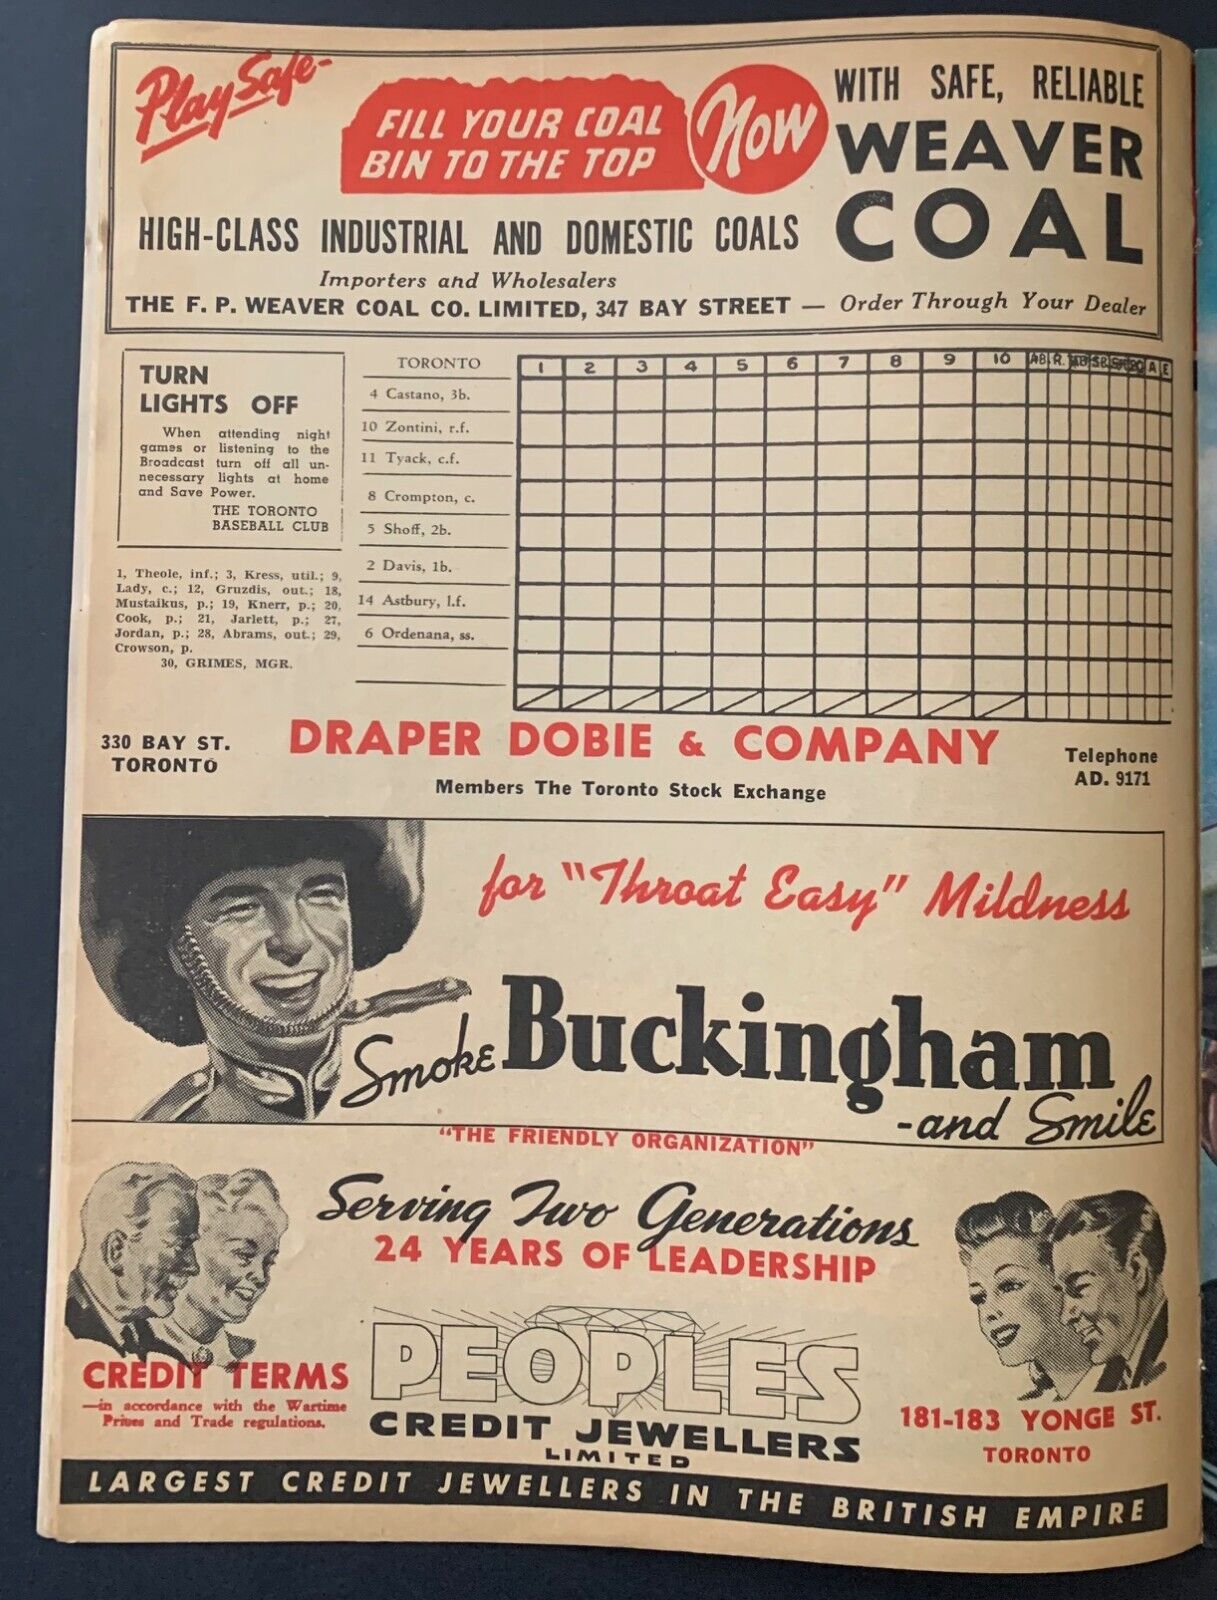 Play Safe-
FILL YOUR COAL
BIN TO THE TOP
Now
WITH SAFE, RELIABLE
WEAVER
COAL
HIGH-CLASS INDUSTRIAL AND DOMESTIC COALS
Importers and Wholesalers
THE F. P. WEAVER COAL CO. LIMITED, 347 BAY STREET — Order Through Your Dealer
TURN
LIGHTS OFF
When attending night
games or listening to the
Broadcast turn off all un-
necessary lights at home
and Save Power.
THE TORONTO
BASEBALL CLUB
1, Theole, inf.; 3, Kress, util.; 9,
Lady, c.; 12, Gruzdis, out.; 18,
Mustaikus, p.; 19, Knerr, p.; 20,
Cook, p.; 21, Jarlett, p.; 27,
Jordan, p.; 28, Abrams, out.; 29,
Crowson, p.
30, GRIMES, MGR.
TORONTO 1 2 3 4 5 6 7 8 9 10 AB R. SB A E
4 Castano, 3b.
10 Zontini, r.f.
11 Tyack, c.f.
8 Crompton, c.
5 Shoff, 2b.
2 Davis, 1b.
14 Astbury, l.f.
6 Ordenana, ss.
330 BAY ST.
TORONTO
DRAPER DOBIE & COMPANY
Members The Toronto Stock Exchange
Telephone
AD. 9171
for "Throat Easy" Mildness
Smoke Buckingham
-and Smile
"THE FRIENDLY ORGANIZATION"
Serving Two Generations
24 YEARS OF LEADERSHIP
CREDIT TERMS
—in accordance with the Wartime
Prices and Trade regulations.
PEOPLES
CREDIT JEWELLERS
LIMITED
181-183 YONGE ST.
TORONTO
LARGEST CREDIT JEWELLERS IN THE BRITISH EMPIRE